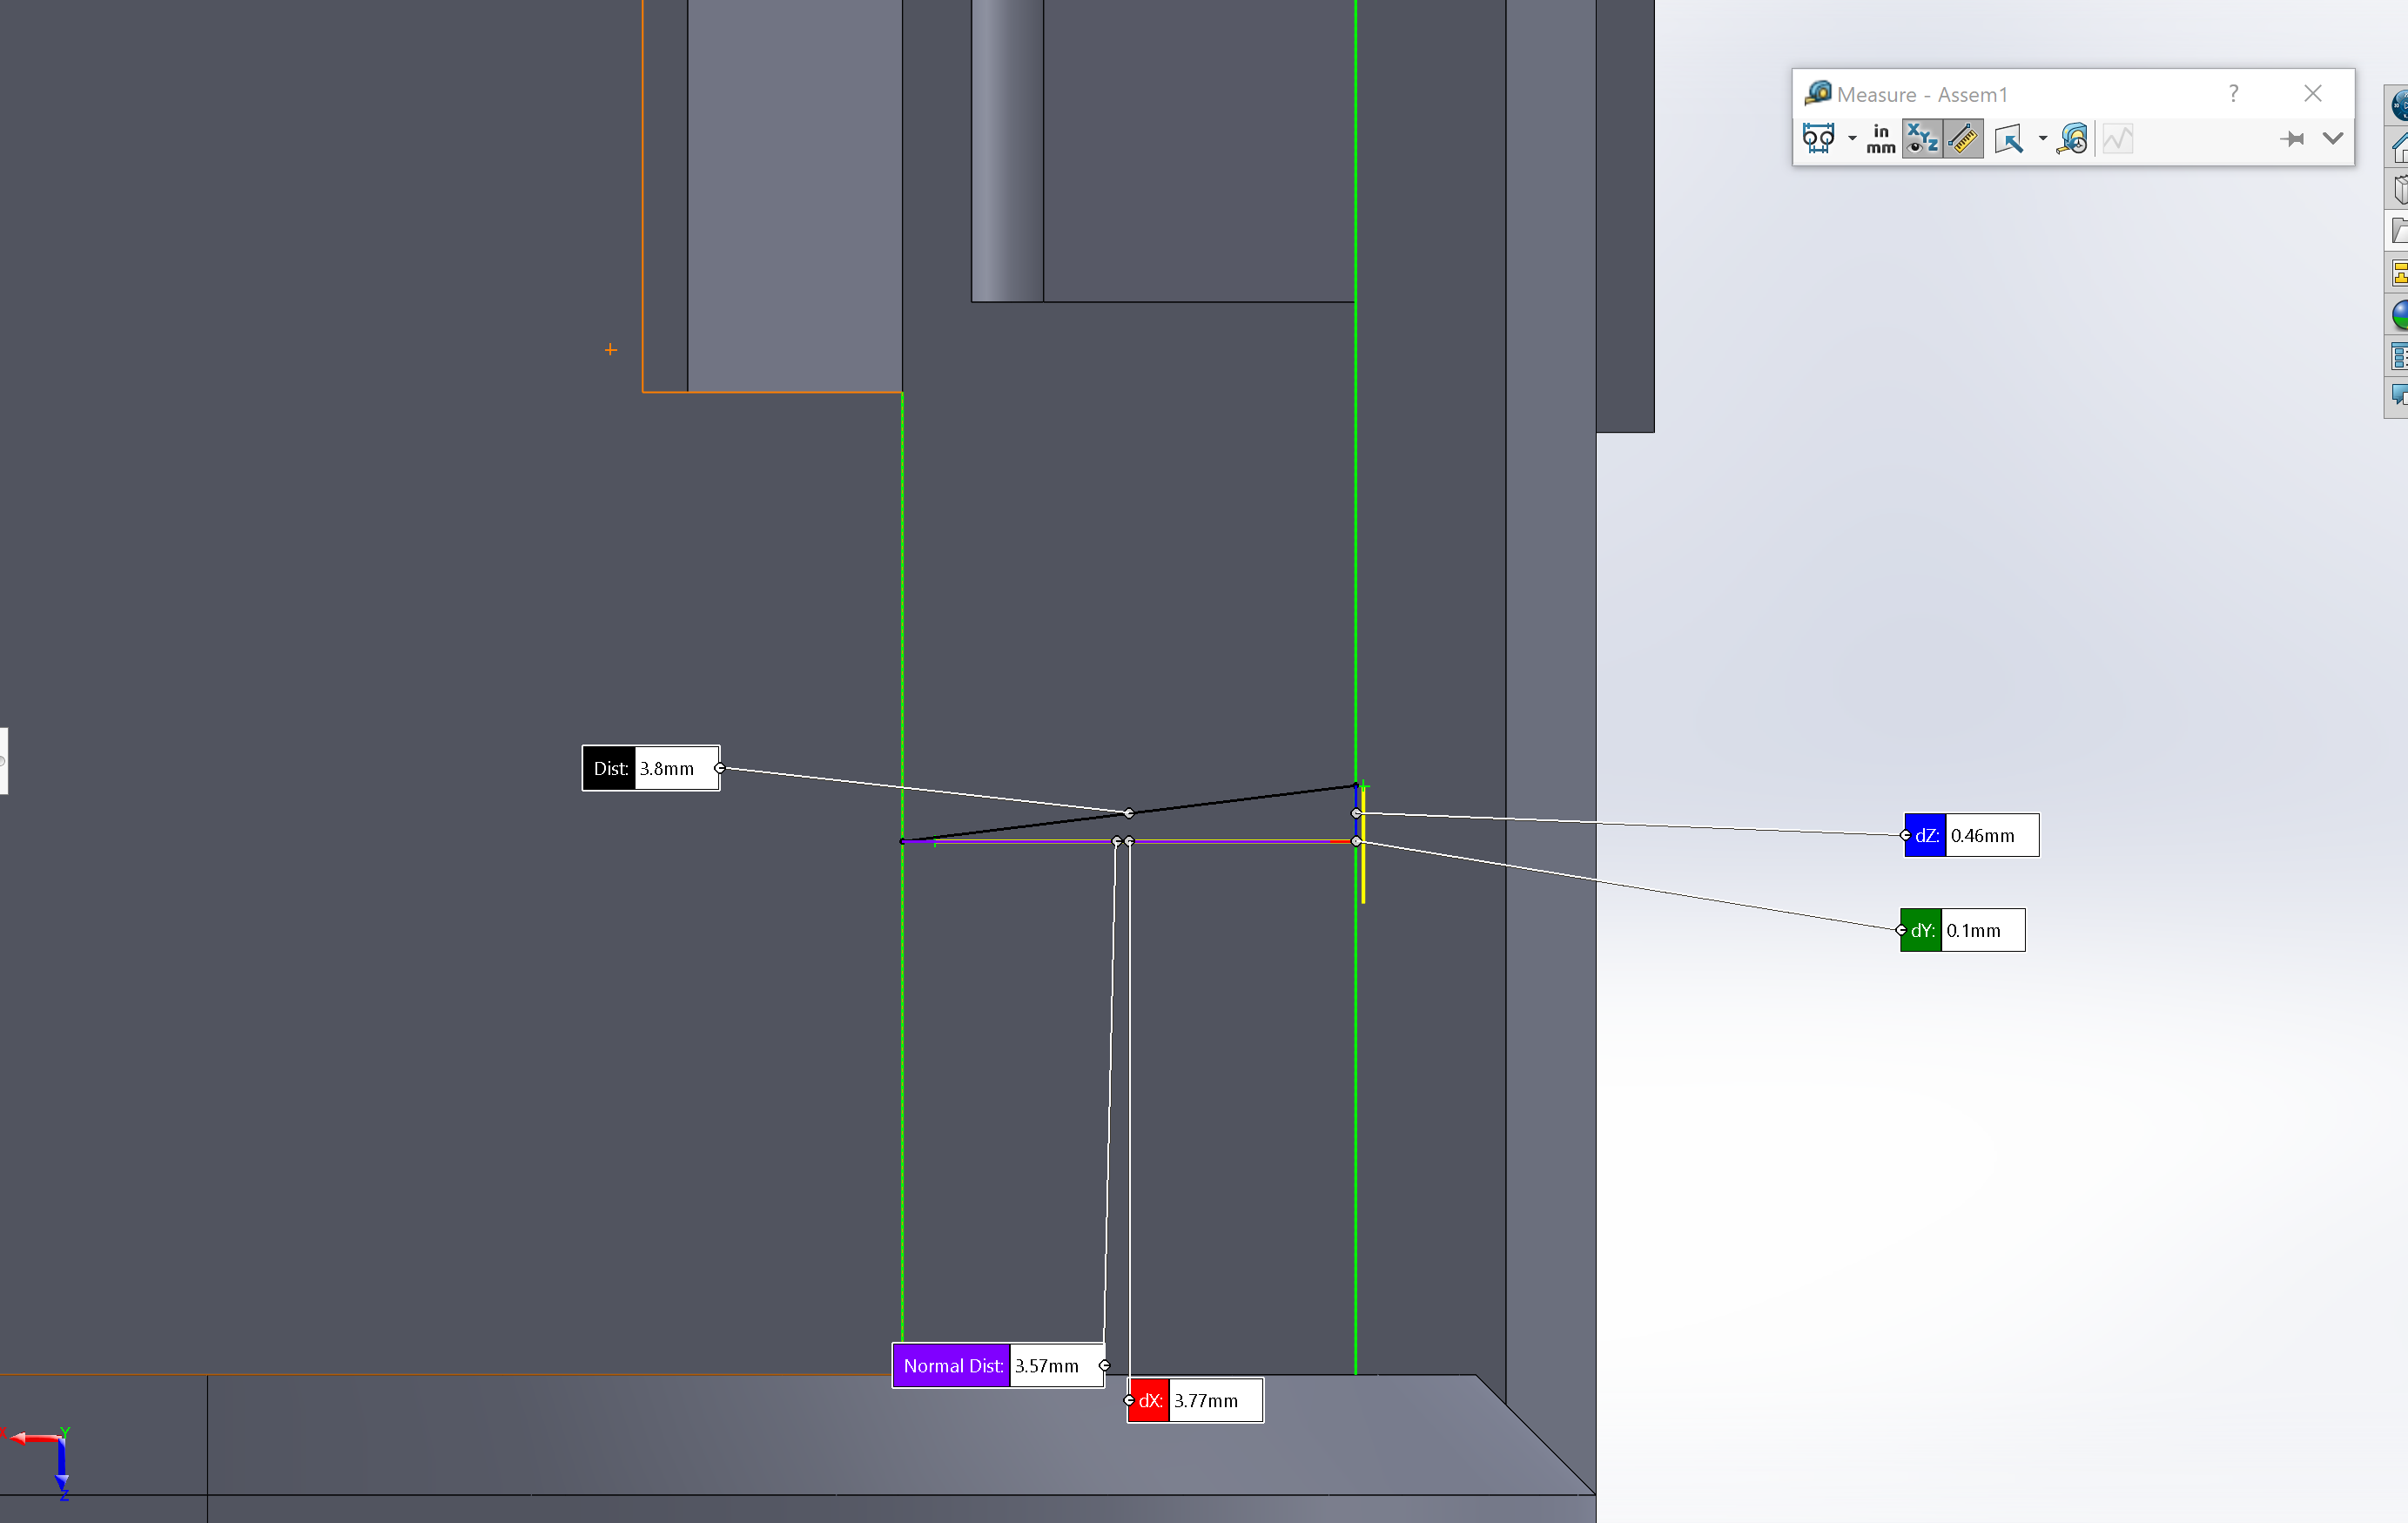 Measure - Assem1
?
in
mm
XYZ
Dist: 3.8mm
dZ: 0.46mm
dY: 0.1mm
Normal Dist: 3.57mm
dX: 3.77mm
X
Y
Z